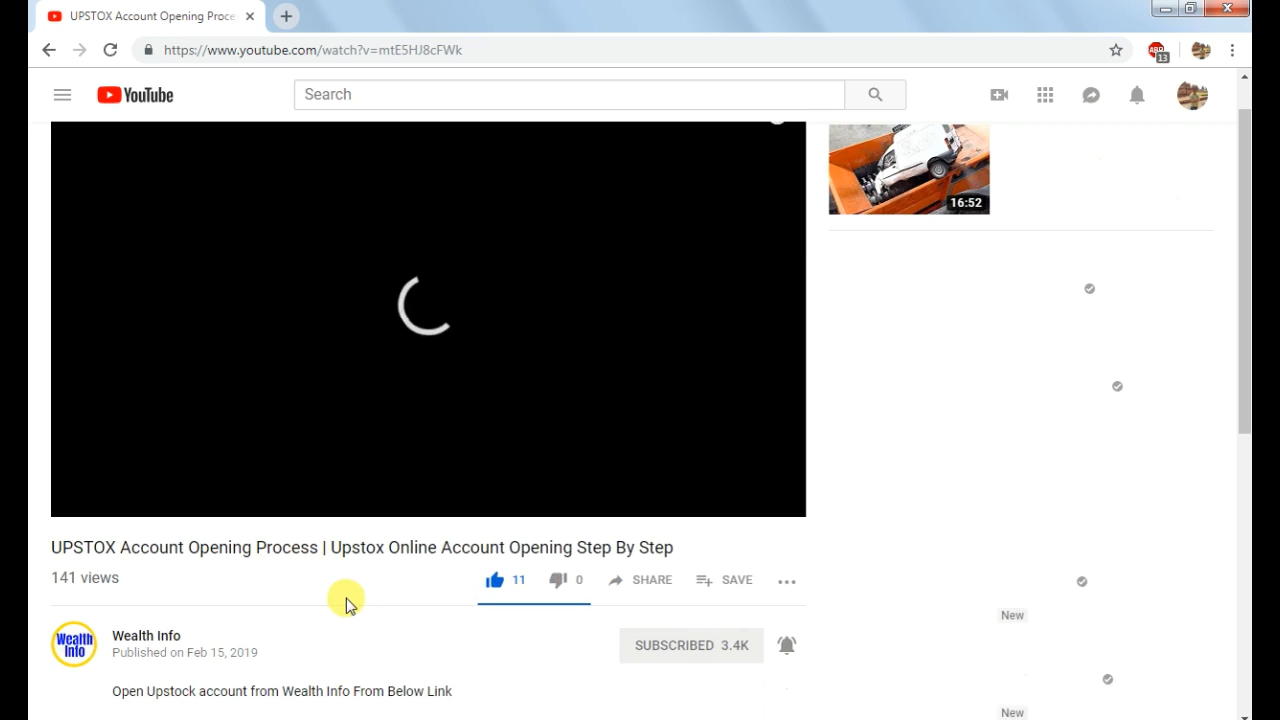 UPSTOX Account Opening Proce
https://www.youtube.com/watch?v=mtE5HJ8cFWk
ABP
13
YouTube
Search
16:52
UPSTOX Account Opening Process | Upstox Online Account Opening Step By Step
141 views
11
0
SHARE
SAVE
New
Wealth Info
Wealth Info
Published on Feb 15, 2019
SUBSCRIBED 3.4K
Open Upstock account from Wealth Info From Below Link
New